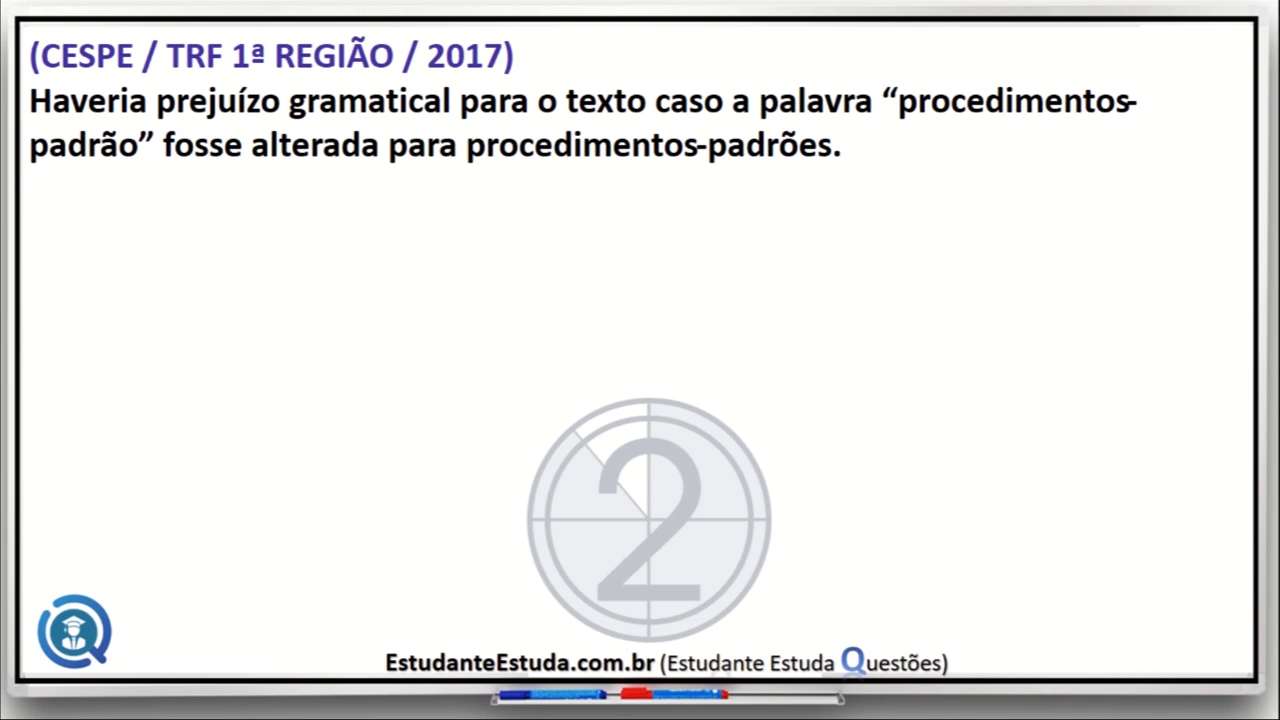 (CESPE / TRF 1ª REGIÃO / 2017)
Haveria prejuízo gramatical para o texto caso a palavra “procedimentos-
padrão” fosse alterada para procedimentos-padrões.
2
EstudanteEstuda.com.br (Estudante Estuda Questões)